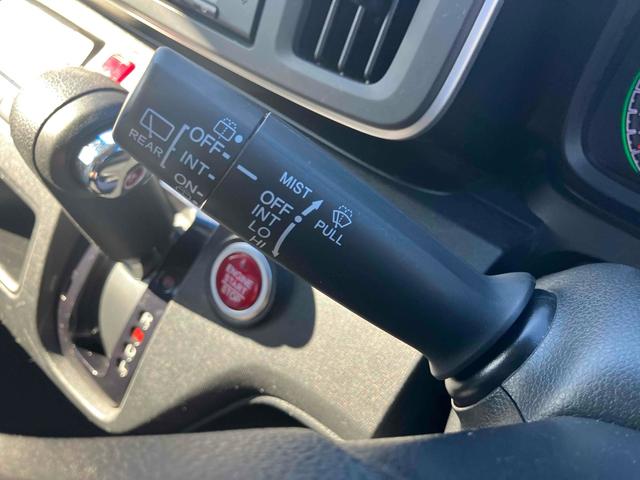 REAR
OFF-
INT-
ON-
MIST
OFF
INT
LO
HI
PULL
ENGINE
START
STOP